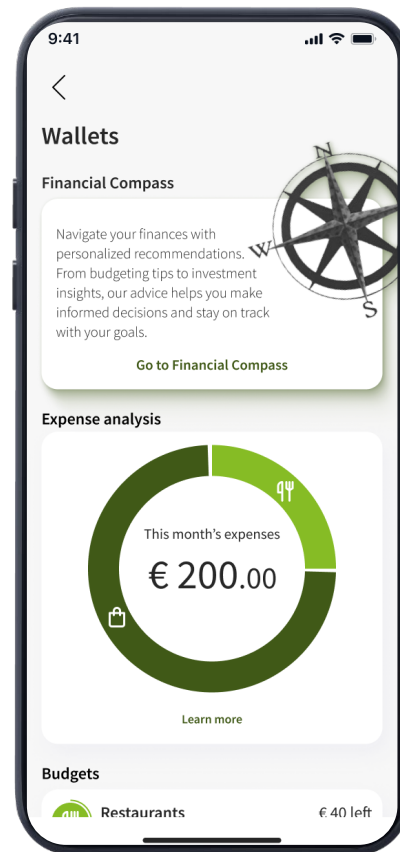 9:41
Wallets
Financial Compass
N
W
S
Navigate your finances with
personalized recommendations.
From budgeting tips to investment
insights, our advice helps you make
informed decisions and stay on track
with your goals.
Go to Financial Compass
Expense analysis
This month’s expenses
€ 200.00
Learn more
Budgets
Restaurants € 40 left